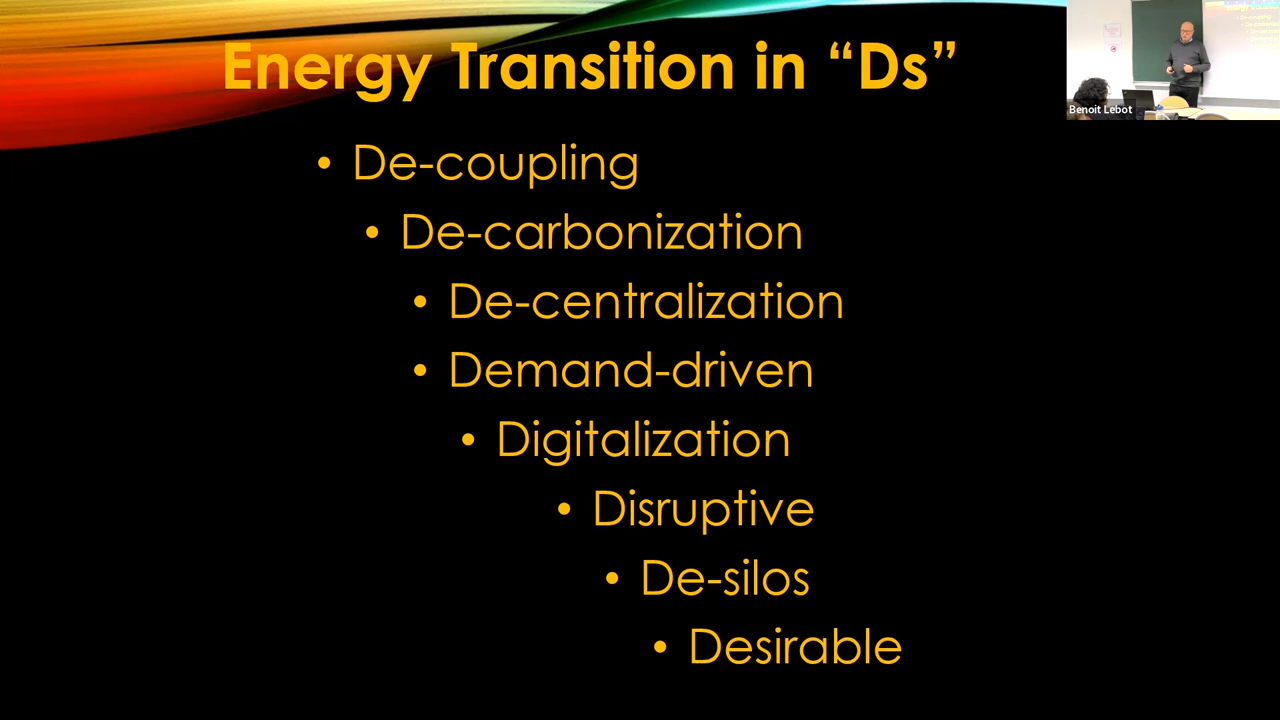 Energy Transition in “Ds”
Benoit Lebot
• De-coupling
• De-carbonization
• De-centralization
• Demand-driven
• Digitalization
• Disruptive
• De-silos
• Desirable